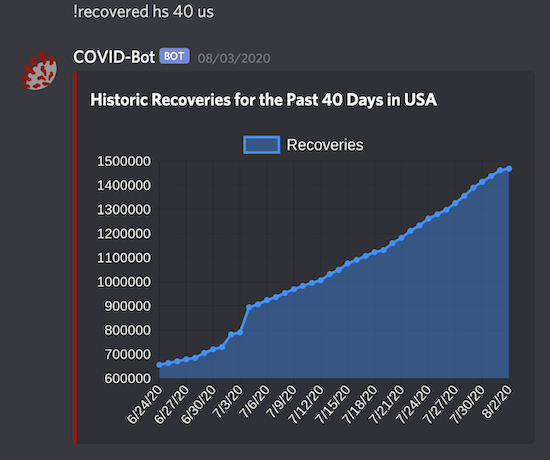 !recovered hs 40 us
COVID-Bot BOT 08/03/2020
Historic Recoveries for the Past 40 Days in USA
Recoveries
1500000
1400000
1300000
1200000
1100000
1000000
900000
800000
700000
600000
6/24/20 6/27/20 6/30/20 7/3/20 7/6/20 7/9/20 7/12/20 7/15/20 7/18/20 7/21/20 7/24/20 7/27/20 7/30/20 8/2/20